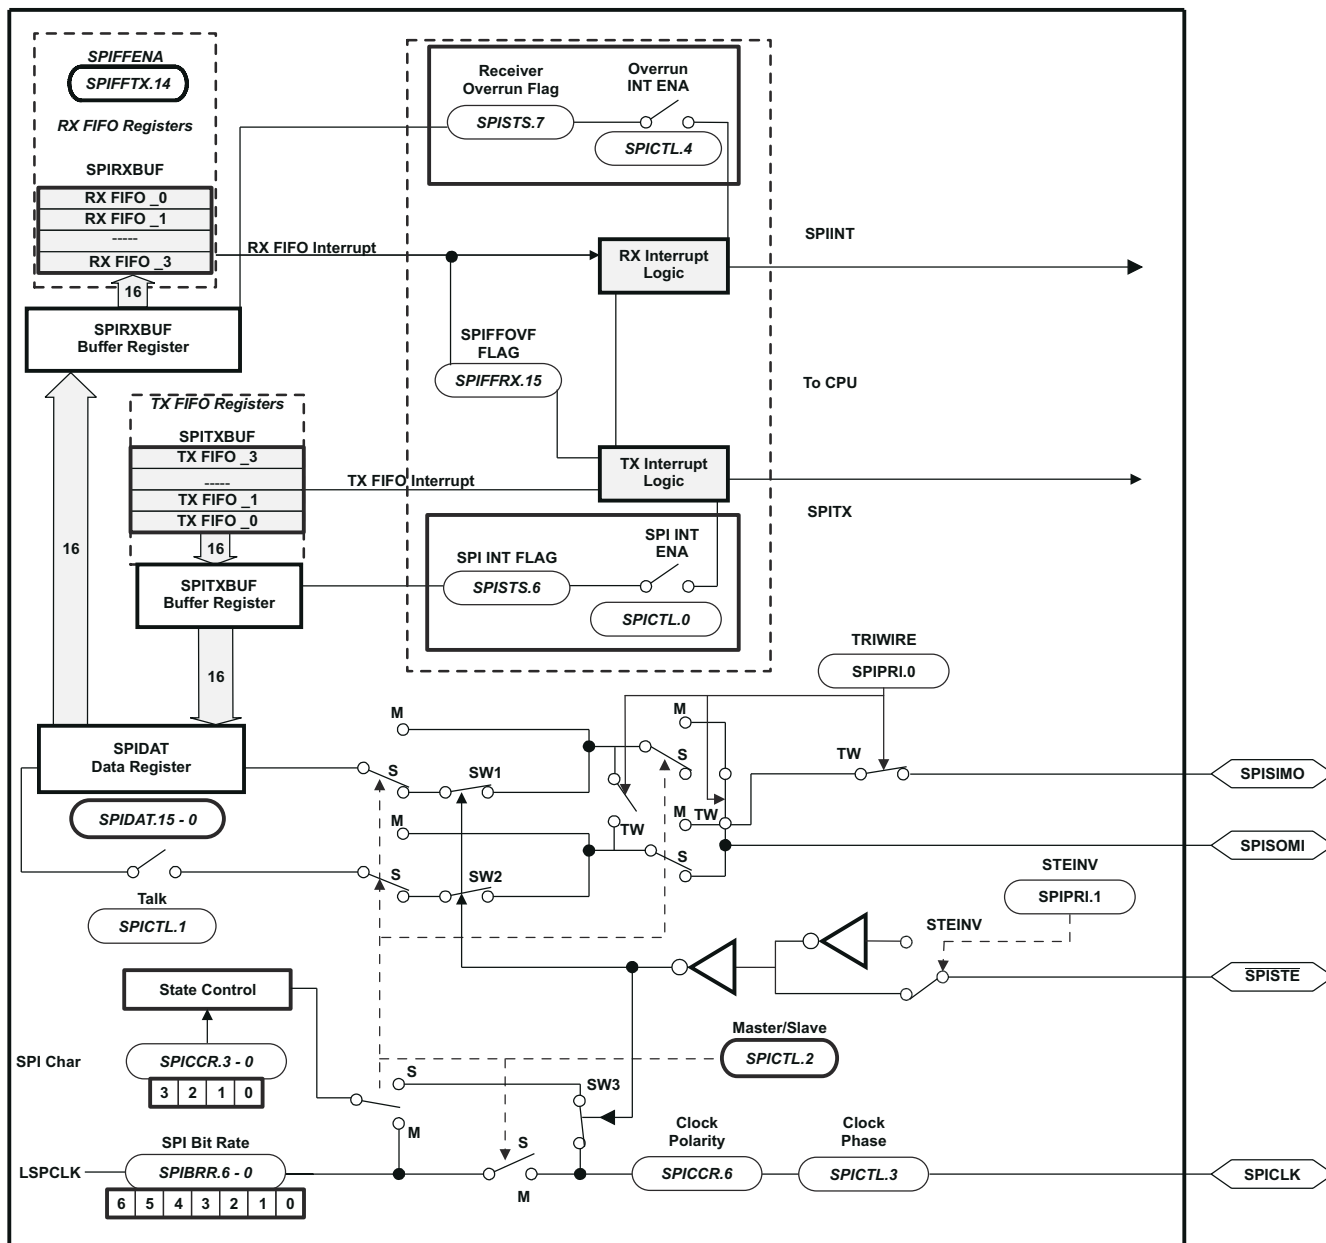 SPIFFENA
SPIFFTX.14
RX FIFO Registers
SPIRXBUF
RX FIFO _0
RX FIFO _1
-----
RX FIFO _3
16
SPIRXBUF
Buffer Register
Receiver
Overrun Flag
SPISTS.7
Overrun
INT ENA
SPICTL.4
RX FIFO Interrupt
RX Interrupt
Logic
SPIINT
SPIFFOVF
FLAG
SPIFFRX.15
To CPU
TX FIFO Registers
SPITXBUF
TX FIFO _3
-----
TX FIFO _1
TX FIFO _0
16
16
TX FIFO Interrupt
TX Interrupt
Logic
SPITX
SPITXBUF
Buffer Register
SPI INT FLAG
SPISTS.6
SPI INT
ENA
SPICTL.0
16
TRIWIRE
SPIPRI.0
SPIDAT
Data Register
SPIDAT.15 - 0
M
S
SW1
M
S
TW
M
TW
TW
SPISIMO
M
S
SW2
S
SPISOMI
Talk
SPICTL.1
STEINV
SPIPRI.1
STEINV
SPISTE
State Control
SPI Char
SPICCR.3 - 0
3 2 1 0
Master/Slave
SPICTL.2
S
M
SW3
S
M
LSPCLK
SPI Bit Rate
SPIBRR.6 - 0
6 5 4 3 2 1 0
Clock
Polarity
SPICCR.6
Clock
Phase
SPICTL.3
SPICLK